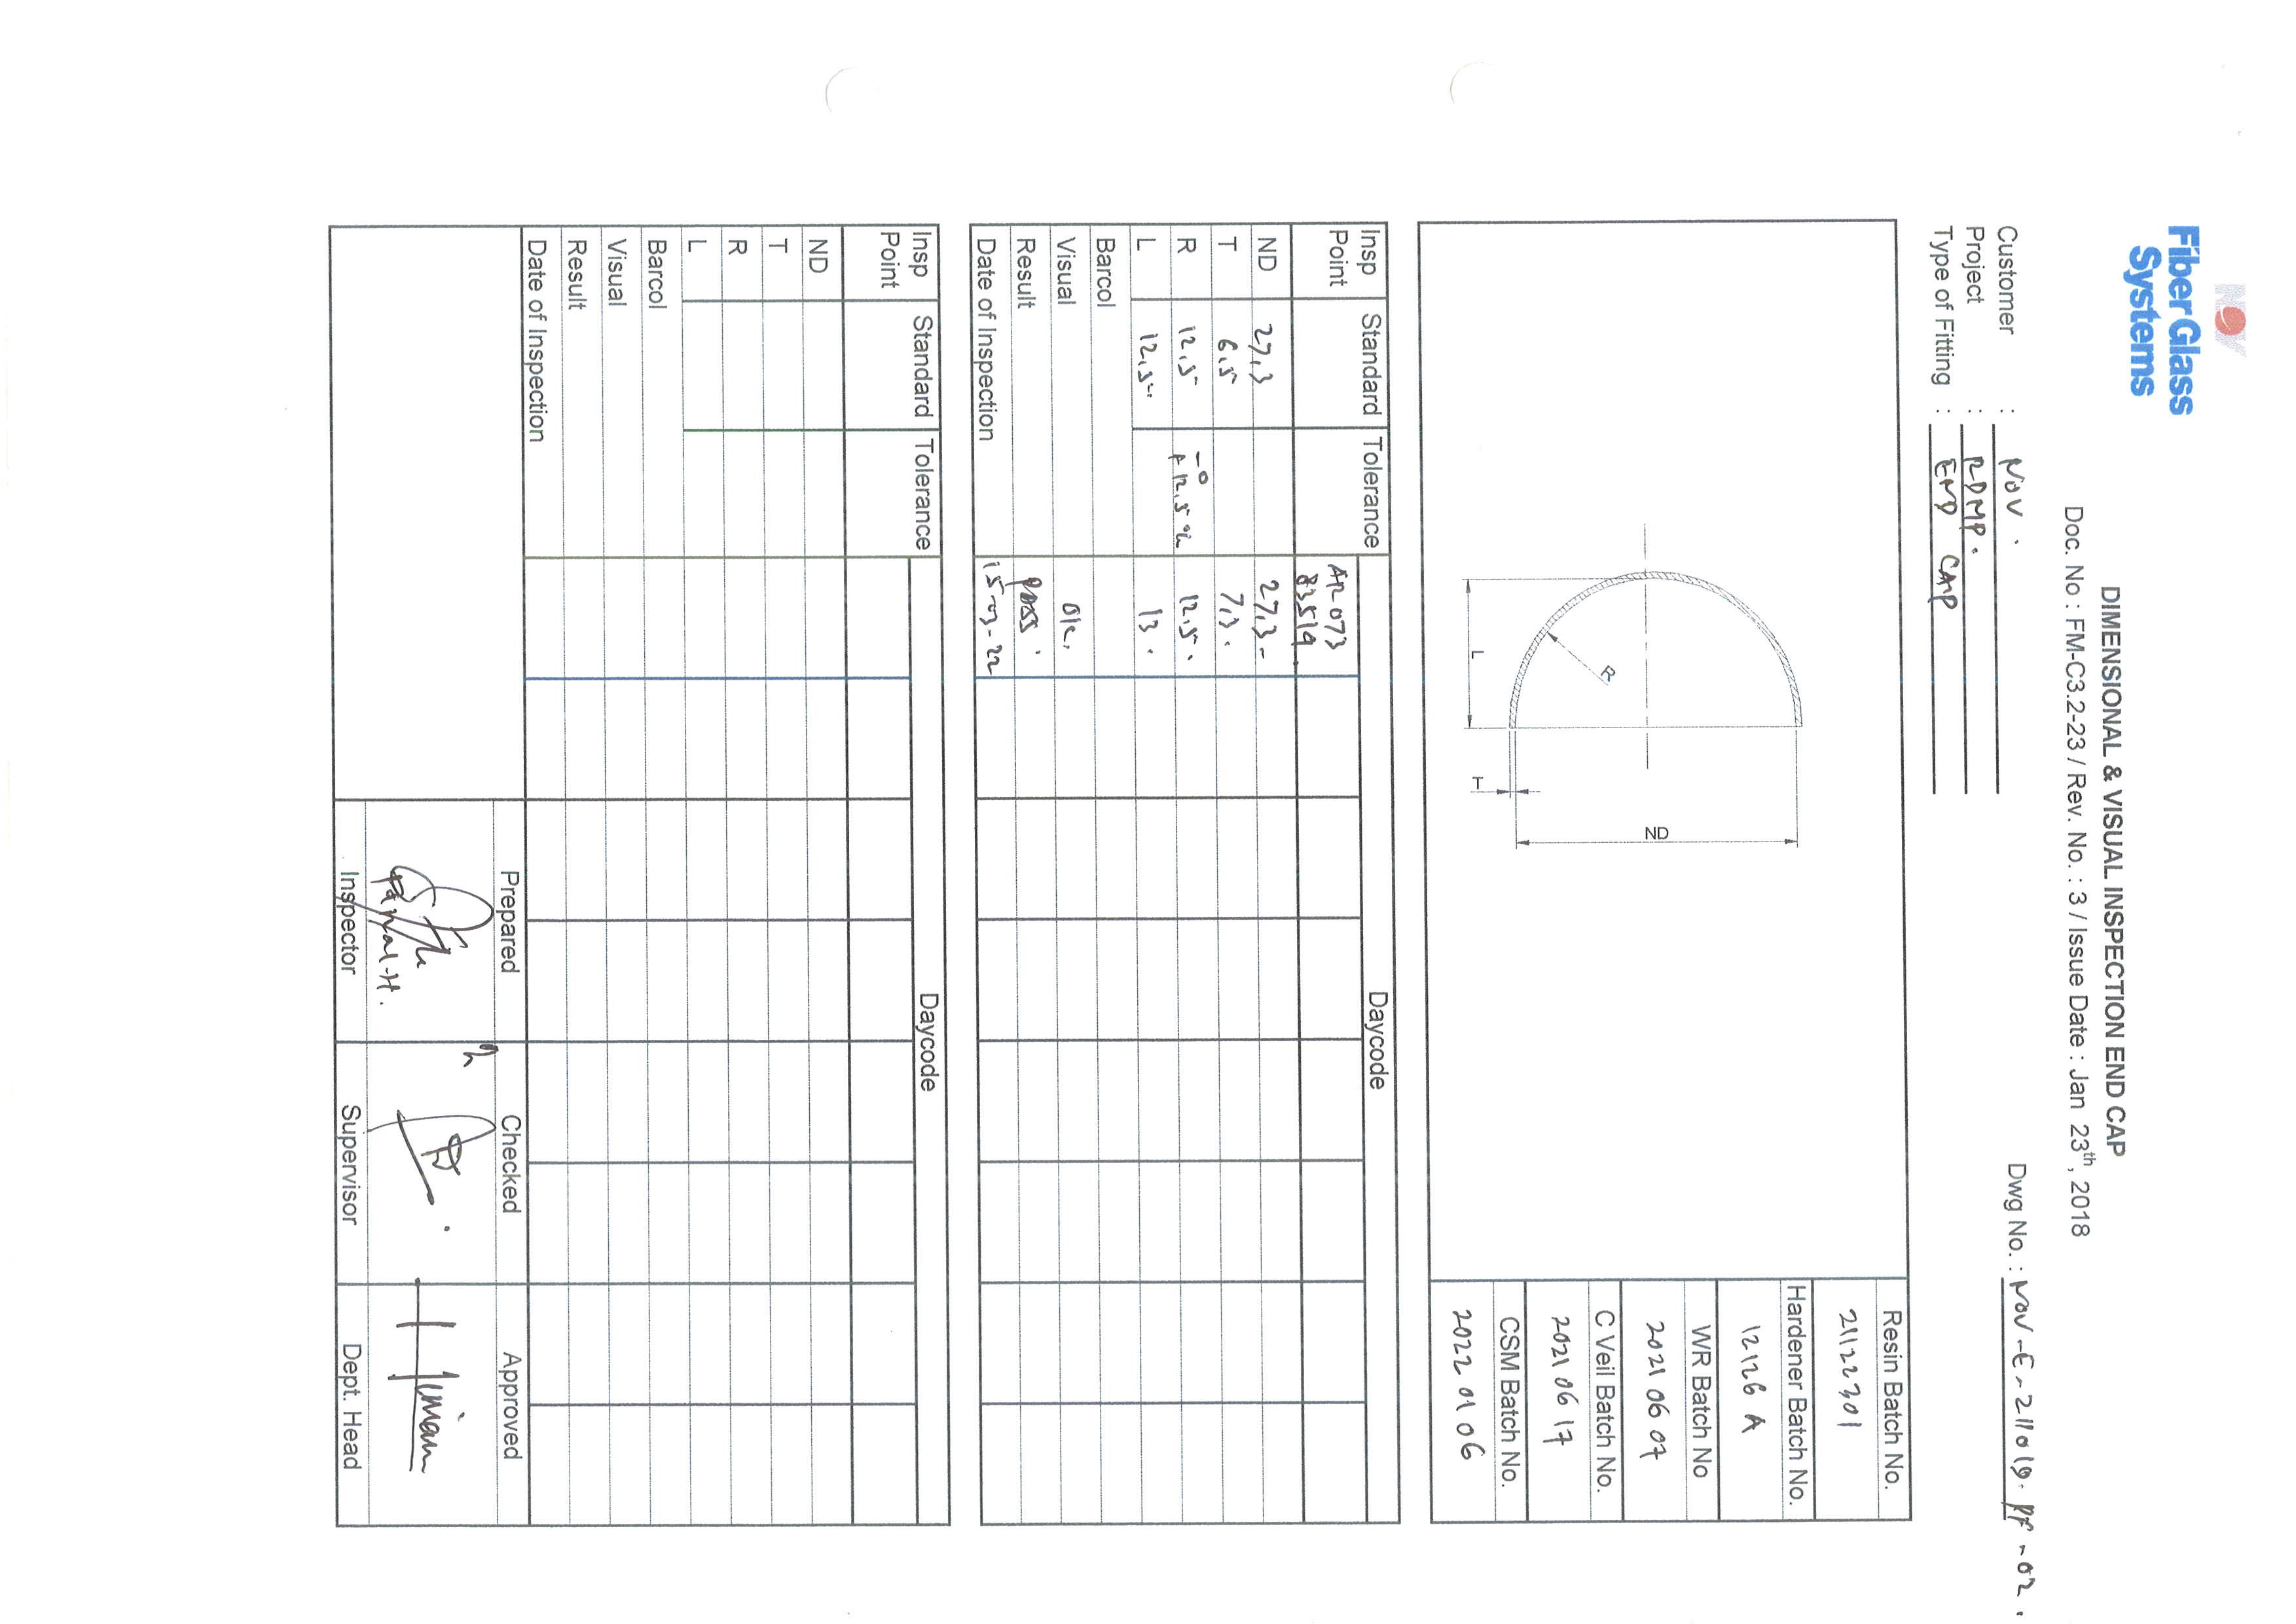 NOV
Fiber Glass
Systems
DIMENSIONAL & VISUAL INSPECTION END CAP
Doc. No : FM-C3.2-23 / Rev. No. : 3 / Issue Date : Jan 23th, 2018
Customer : NOV . Dwg No. : NOV-E-211019. PF -02 .
Project : RDMP .
Type of Fitting : END CAP
Resin Batch No.
21122301
Hardener Batch No.
12126 A
WR Batch No
2021 06 07
C Veil Batch No.
2021 06 17
CSM Batch No.
2022 01 06
ND
R
L
T
Insp Standard Tolerance Daycode
Point AR 073
83519 .
ND 27,3 27,3 -
T 6.5 7,3 .
-0
R 12,5 +12.5 % 12.5 .
L 12,5 13 .
Barcol
Visual Ok.
Result PASS
Date of Inspection 15-03-22
Insp Standard Tolerance Daycode
Point
ND
T
R
L
Barcol
Visual
Result
Date of Inspection
Prepared Checked Approved
Inspector Supervisor Dept. Head